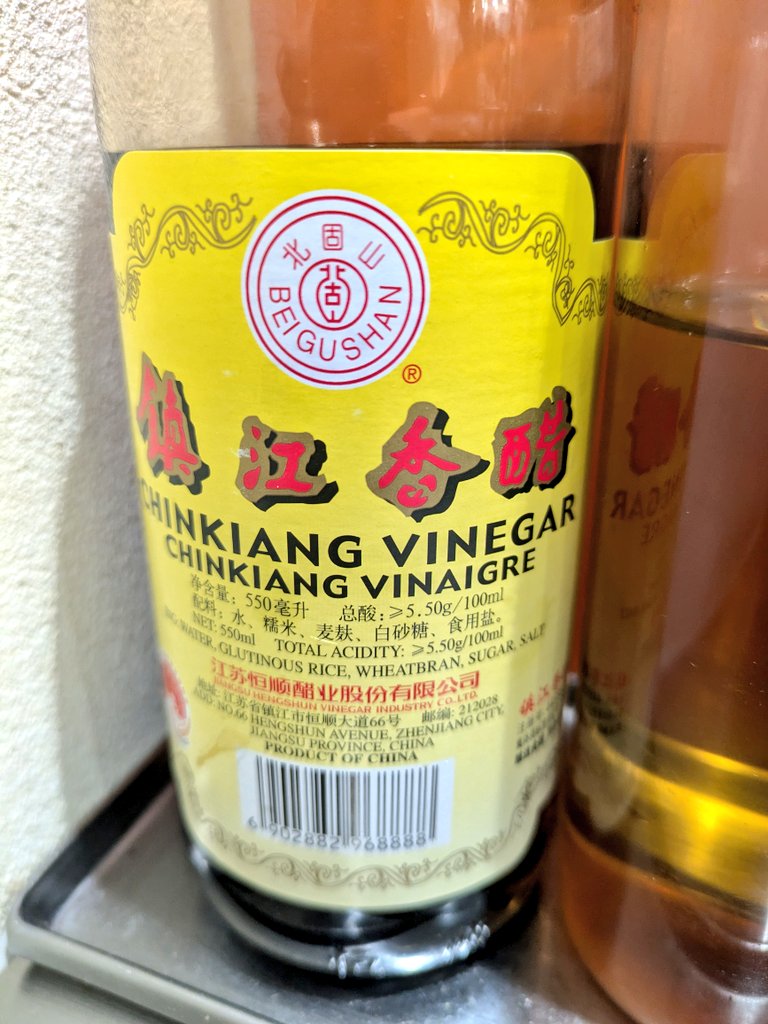 北固山
北固山
BEIGUSHAN
®
镇江香醋
CHINKIANG VINEGAR
CHINKIANG VINAIGRE
净含量: 550毫升 总酸: ≥5.50g/100ml
配料: 水、糯米、麦麸、白砂糖、食用盐。
NET: 550ml TOTAL ACIDITY: ≥5.50g/100ml
ING: WATER, GLUTINOUS RICE, WHEATBRAN, SUGAR, SALT
江苏恒顺醋业股份有限公司
JIANGSU HENGSHUN VINEGAR INDUSTRY CO.,LTD.
地址: 江苏省镇江市恒顺大道66号 邮编: 212028
ADD: NO.66 HENGSHUN AVENUE, ZHENJIANG CITY,
JIANGSU PROVINCE, CHINA
PRODUCT OF CHINA
6 902882 968888